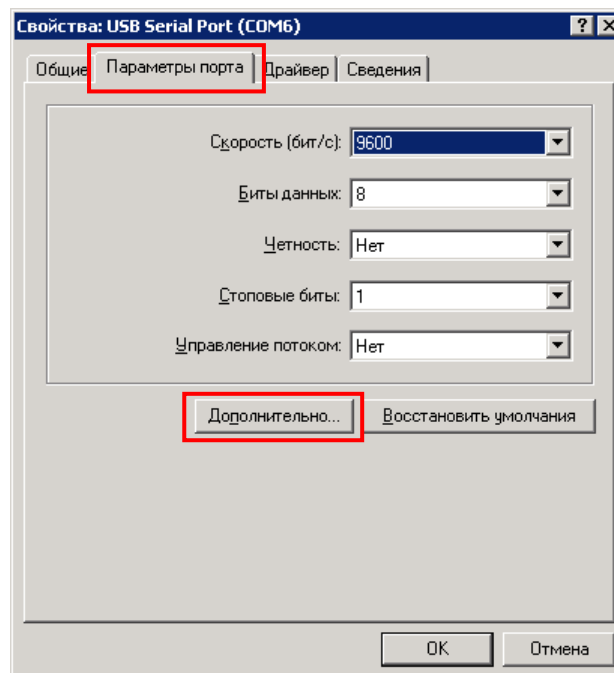 Свойства: USB Serial Port (COM6)
Общие Параметры порта Драйвер Сведения
Скорость (бит/с): 9600
Биты данных: 8
Четность: Нет
Стоповые биты: 1
Управление потоком: Нет
Дополнительно... Восстановить умолчания
OK Отмена